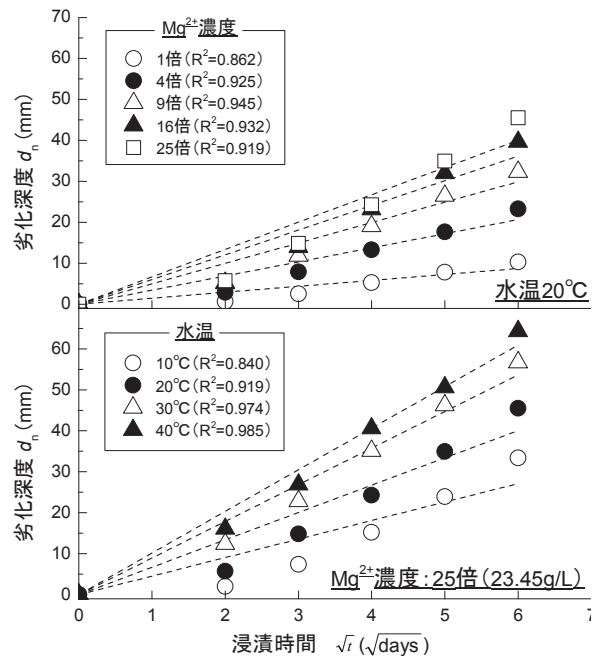 70
60
50
40
30
20
10
0
劣化深度 dₙ (mm)
Mg²⁺濃度
1倍(R²=0.862)
4倍(R²=0.925)
9倍(R²=0.945)
16倍(R²=0.932)
25倍(R²=0.919)
水温20℃
60
50
40
30
20
10
0
劣化深度 dₙ (mm)
水温
10℃(R²=0.840)
20℃(R²=0.919)
30℃(R²=0.974)
40℃(R²=0.985)
Mg²⁺濃度:25倍(23.45g/L)
0 1 2 3 4 5 6 7
浸漬時間 √t (√days)